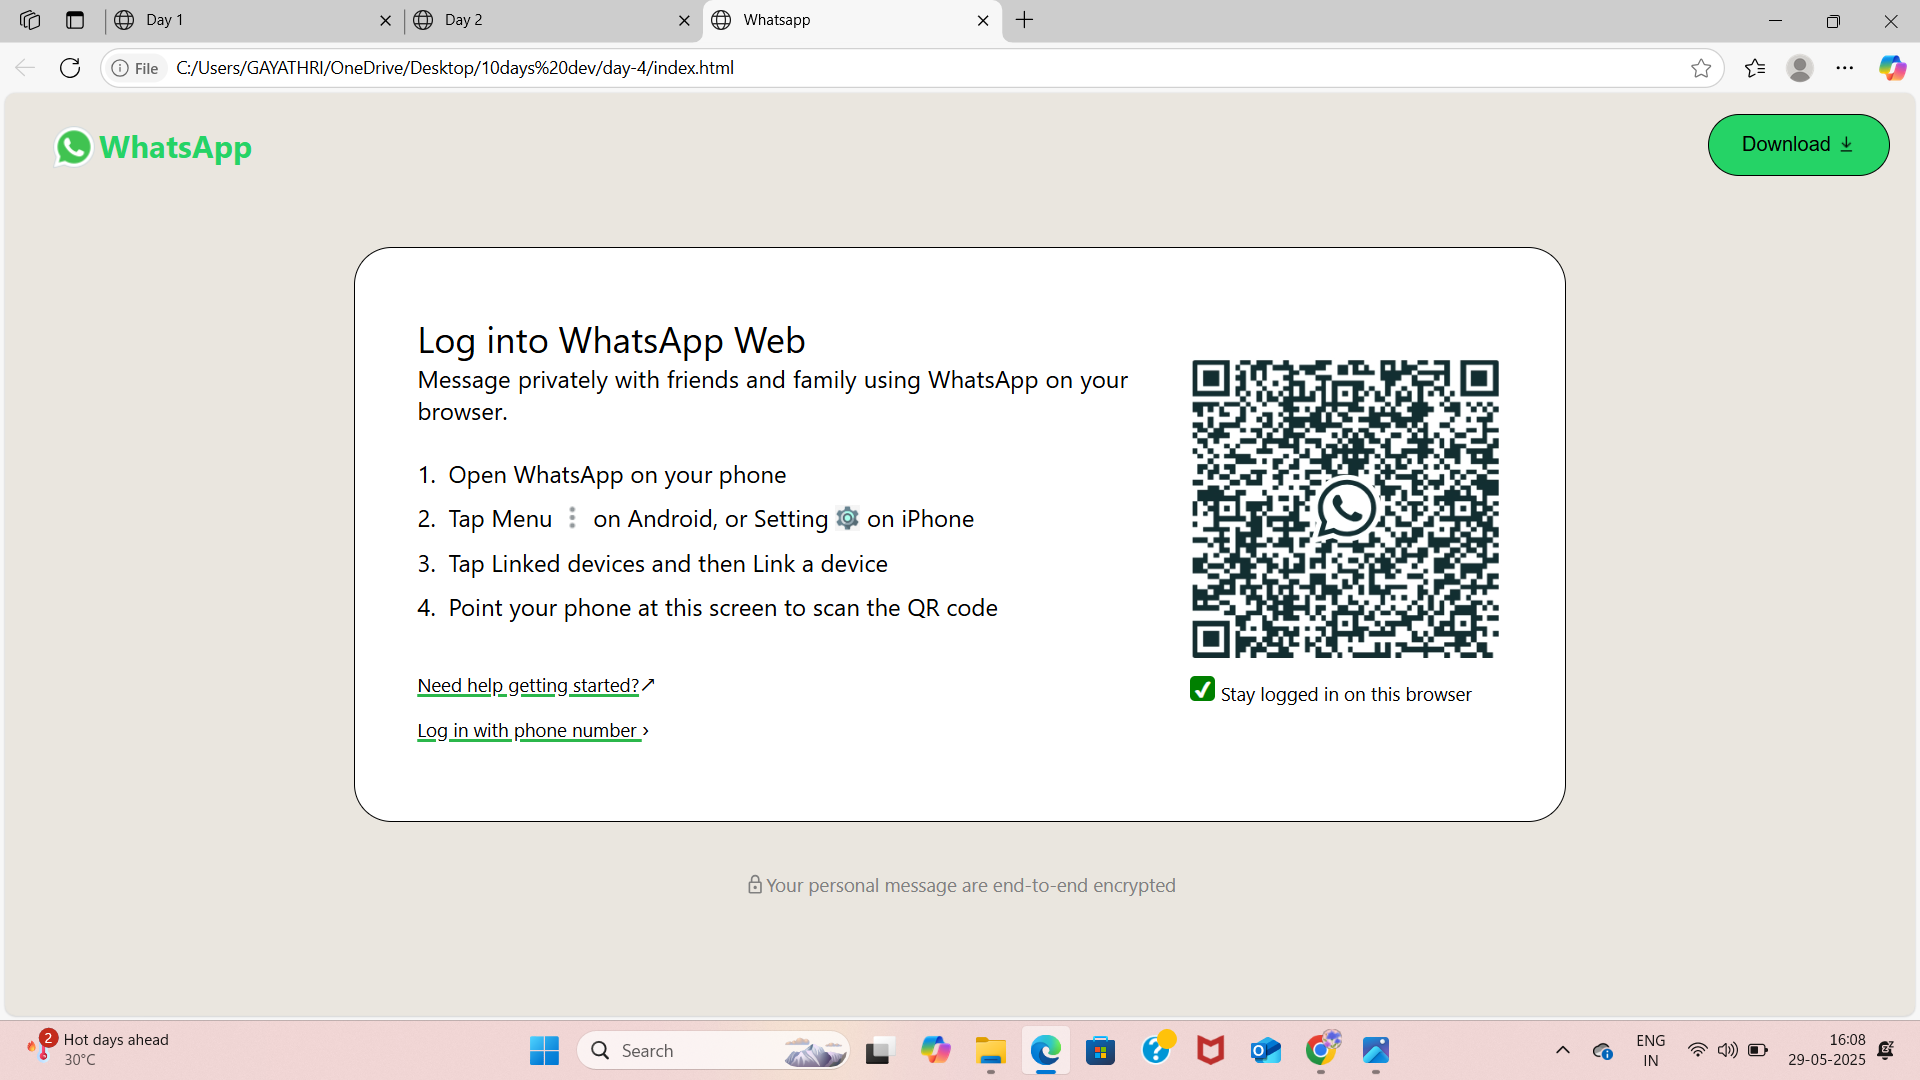 Day 1
Day 2
Whatsapp
File
C:/Users/GAYATHRI/OneDrive/Desktop/10days%20dev/day-4/index.html
WhatsApp
Download
Log into WhatsApp Web
Message privately with friends and family using WhatsApp on your
browser.
1. Open WhatsApp on your phone
2. Tap Menu on Android, or Setting on iPhone
3. Tap Linked devices and then Link a device
4. Point your phone at this screen to scan the QR code
Need help getting started?↗
Log in with phone number ›
Stay logged in on this browser
Your personal message are end-to-end encrypted
2
Hot days ahead
30°C
Search
ENG
IN
16:08
29-05-2025